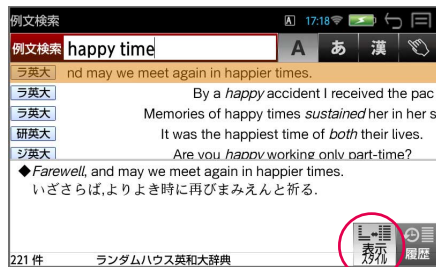 例文検索
A 17:18
例文検索 happy time A あ 漢
ラ英大 nd may we meet again in happier times.
ラ英大 By a happy accident I received the pac
ラ英大 Memories of happy times sustained her in her s
研英大 It was the happiest time of both their lives.
ジ英大 Are you happy working only part-time?
◆Farewell, and may we meet again in happier times.
いざさらば,よりよき時に再びまみえんと祈る.
表示
スタイル
履歴
221 件 ランダムハウス英和大辞典